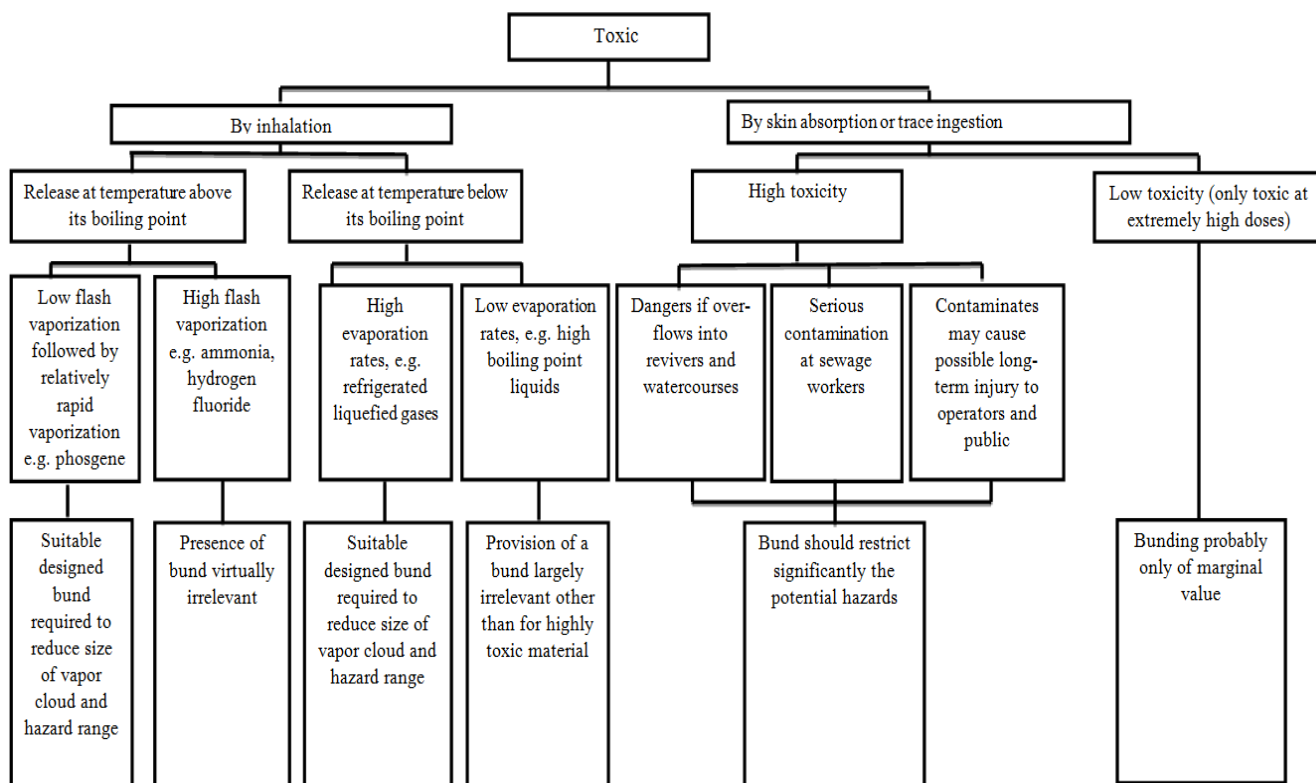 Toxic
By inhalation
By skin absorption or trace ingestion
Release at temperature above
its boiling point
Release at temperature below
its boiling point
High toxicity
Low toxicity (only toxic at
extremely high doses)
Low flash
vaporization
followed by
relatively
rapid
vaporization
e.g. phosgene
High flash
vaporization
e.g. ammonia,
hydrogen
fluoride
High
evaporation
rates, e.g.
refrigerated
liquefied gases
Low evaporation
rates, e.g. high
boiling point
liquids
Dangers if over-
flows into
revivers and
watercourses
Serious
contamination
at sewage
workers
Contaminates
may cause
possible long-
term injury to
operators and
public
Suitable
designed
bund
required to
reduce size
of vapor
cloud and
hazard range
Presence of
bund virtually
irrelevant
Suitable
designed bund
required to
reduce size of
vapor cloud and
hazard range
Provision of a
bund largely
irrelevant other
than for highly
toxic material
Bund should restrict
significantly the
potential hazards
Bunding probably
only of marginal
value